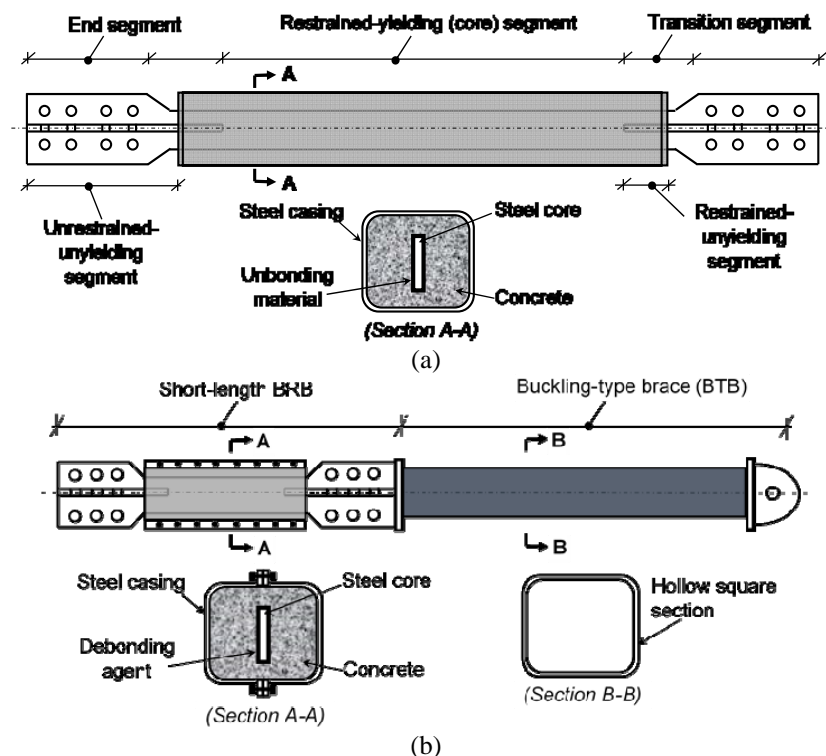 End segment
Restrained-yielding (core) segment
Transition segment
A
A
Unrestrained-
unyielding
segment
Steel casing
Steel core
Unbonding
material
Concrete
(Section A-A)
Restrained-
unyielding
segment
(a)
Short-length BRB
Buckling-type brace (BTB)
A
B
A
B
Steel casing
Steel core
Debonding
agert
Concrete
(Section A-A)
Hollow square
section
(Section B-B)
(b)